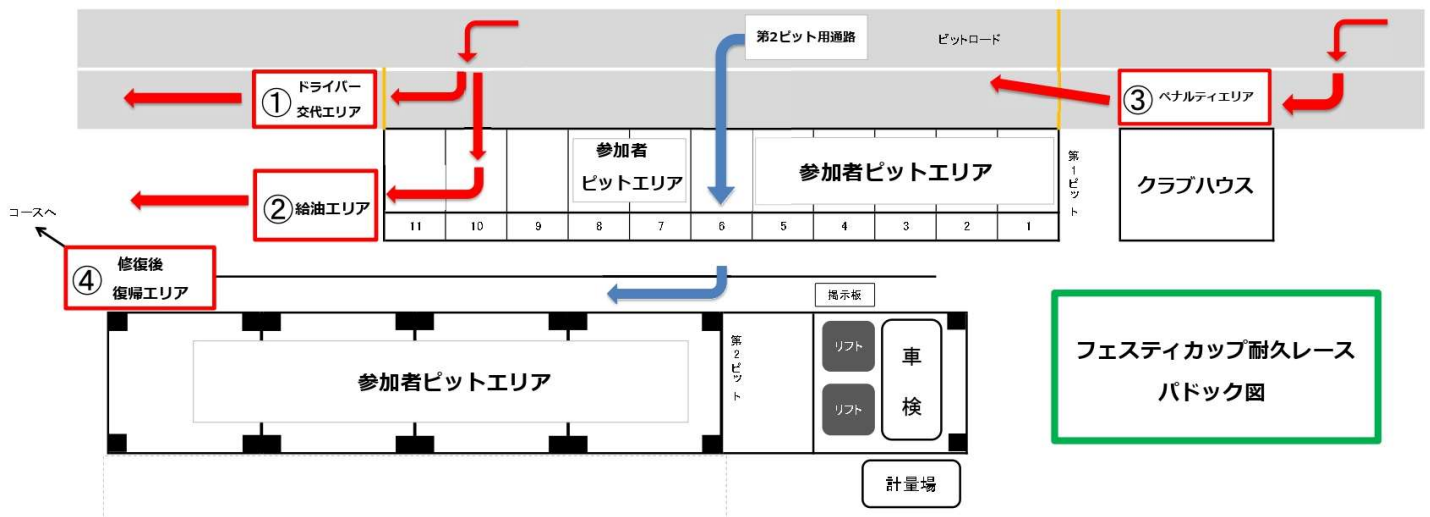 第2ピット用通路
ピットロード
①
ドライバー
交代エリア
③
ペナルティエリア
参加者
ピットエリア
参加者ピットエリア
第1ピット
クラブハウス
②
給油エリア
コースへ
11 10 9 8 7 6 5 4 3 2 1
④
修復後
復帰エリア
掲示板
参加者ピットエリア
第2ピット
リフト
リフト
車検
フェスティカップ耐久レース
パドック図
計量場